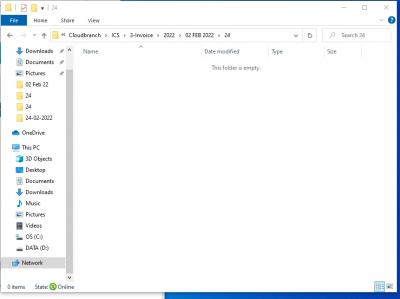 24
File Home Share View
Cloudbranch ICS 3-Invoice 2022 02 FEB 2022 24
Search 24
Name Date modified Type Size
This folder is empty.
Downloads
Documents
Pictures
02 Feb 22
24
24
24-02-2022
OneDrive
This PC
3D Objects
Desktop
Documents
Downloads
Music
Pictures
Videos
OS (C:)
DATA (D:)
Network
0 items State: Online